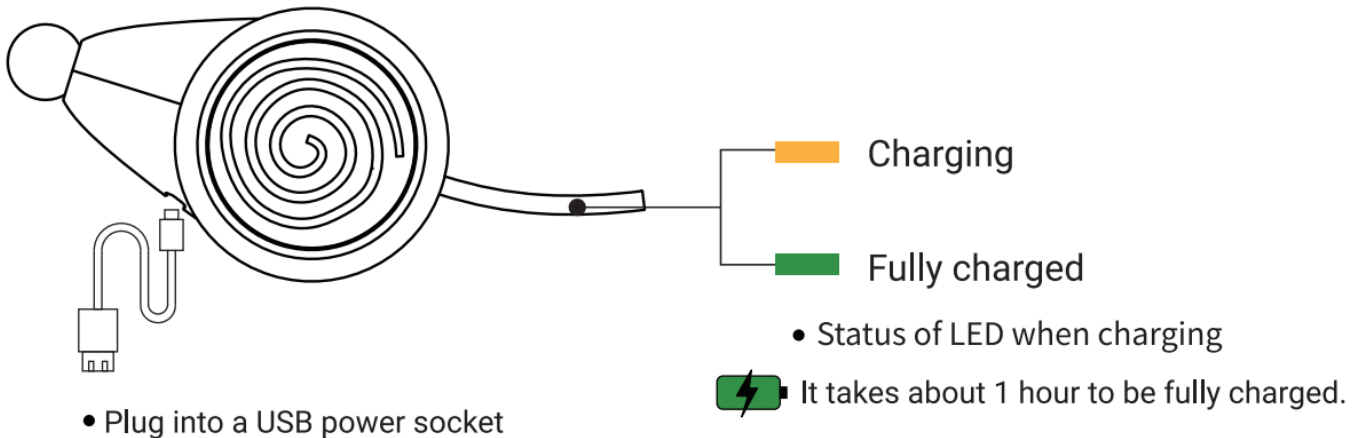 Charging
Fully charged
• Status of LED when charging
It takes about 1 hour to be fully charged.
• Plug into a USB power socket